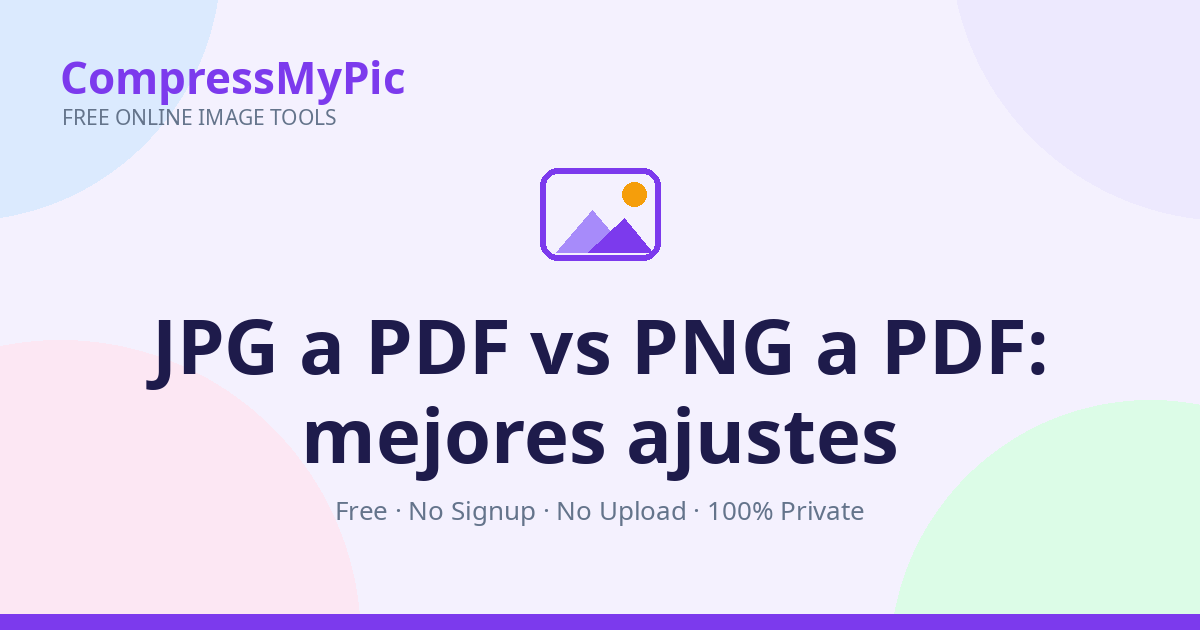 CompressMyPic
FREE ONLINE IMAGE TOOLS
JPG a PDF vs PNG a PDF:
mejores ajustes
Free · No Signup · No Upload · 100% Private